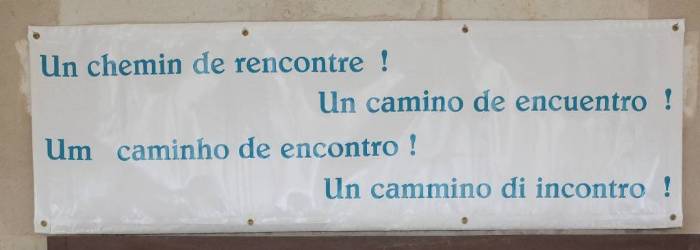 Un chemin de rencontre !
Un camino de encuentro !
Um caminho de encontro !
Un cammino di incontro !